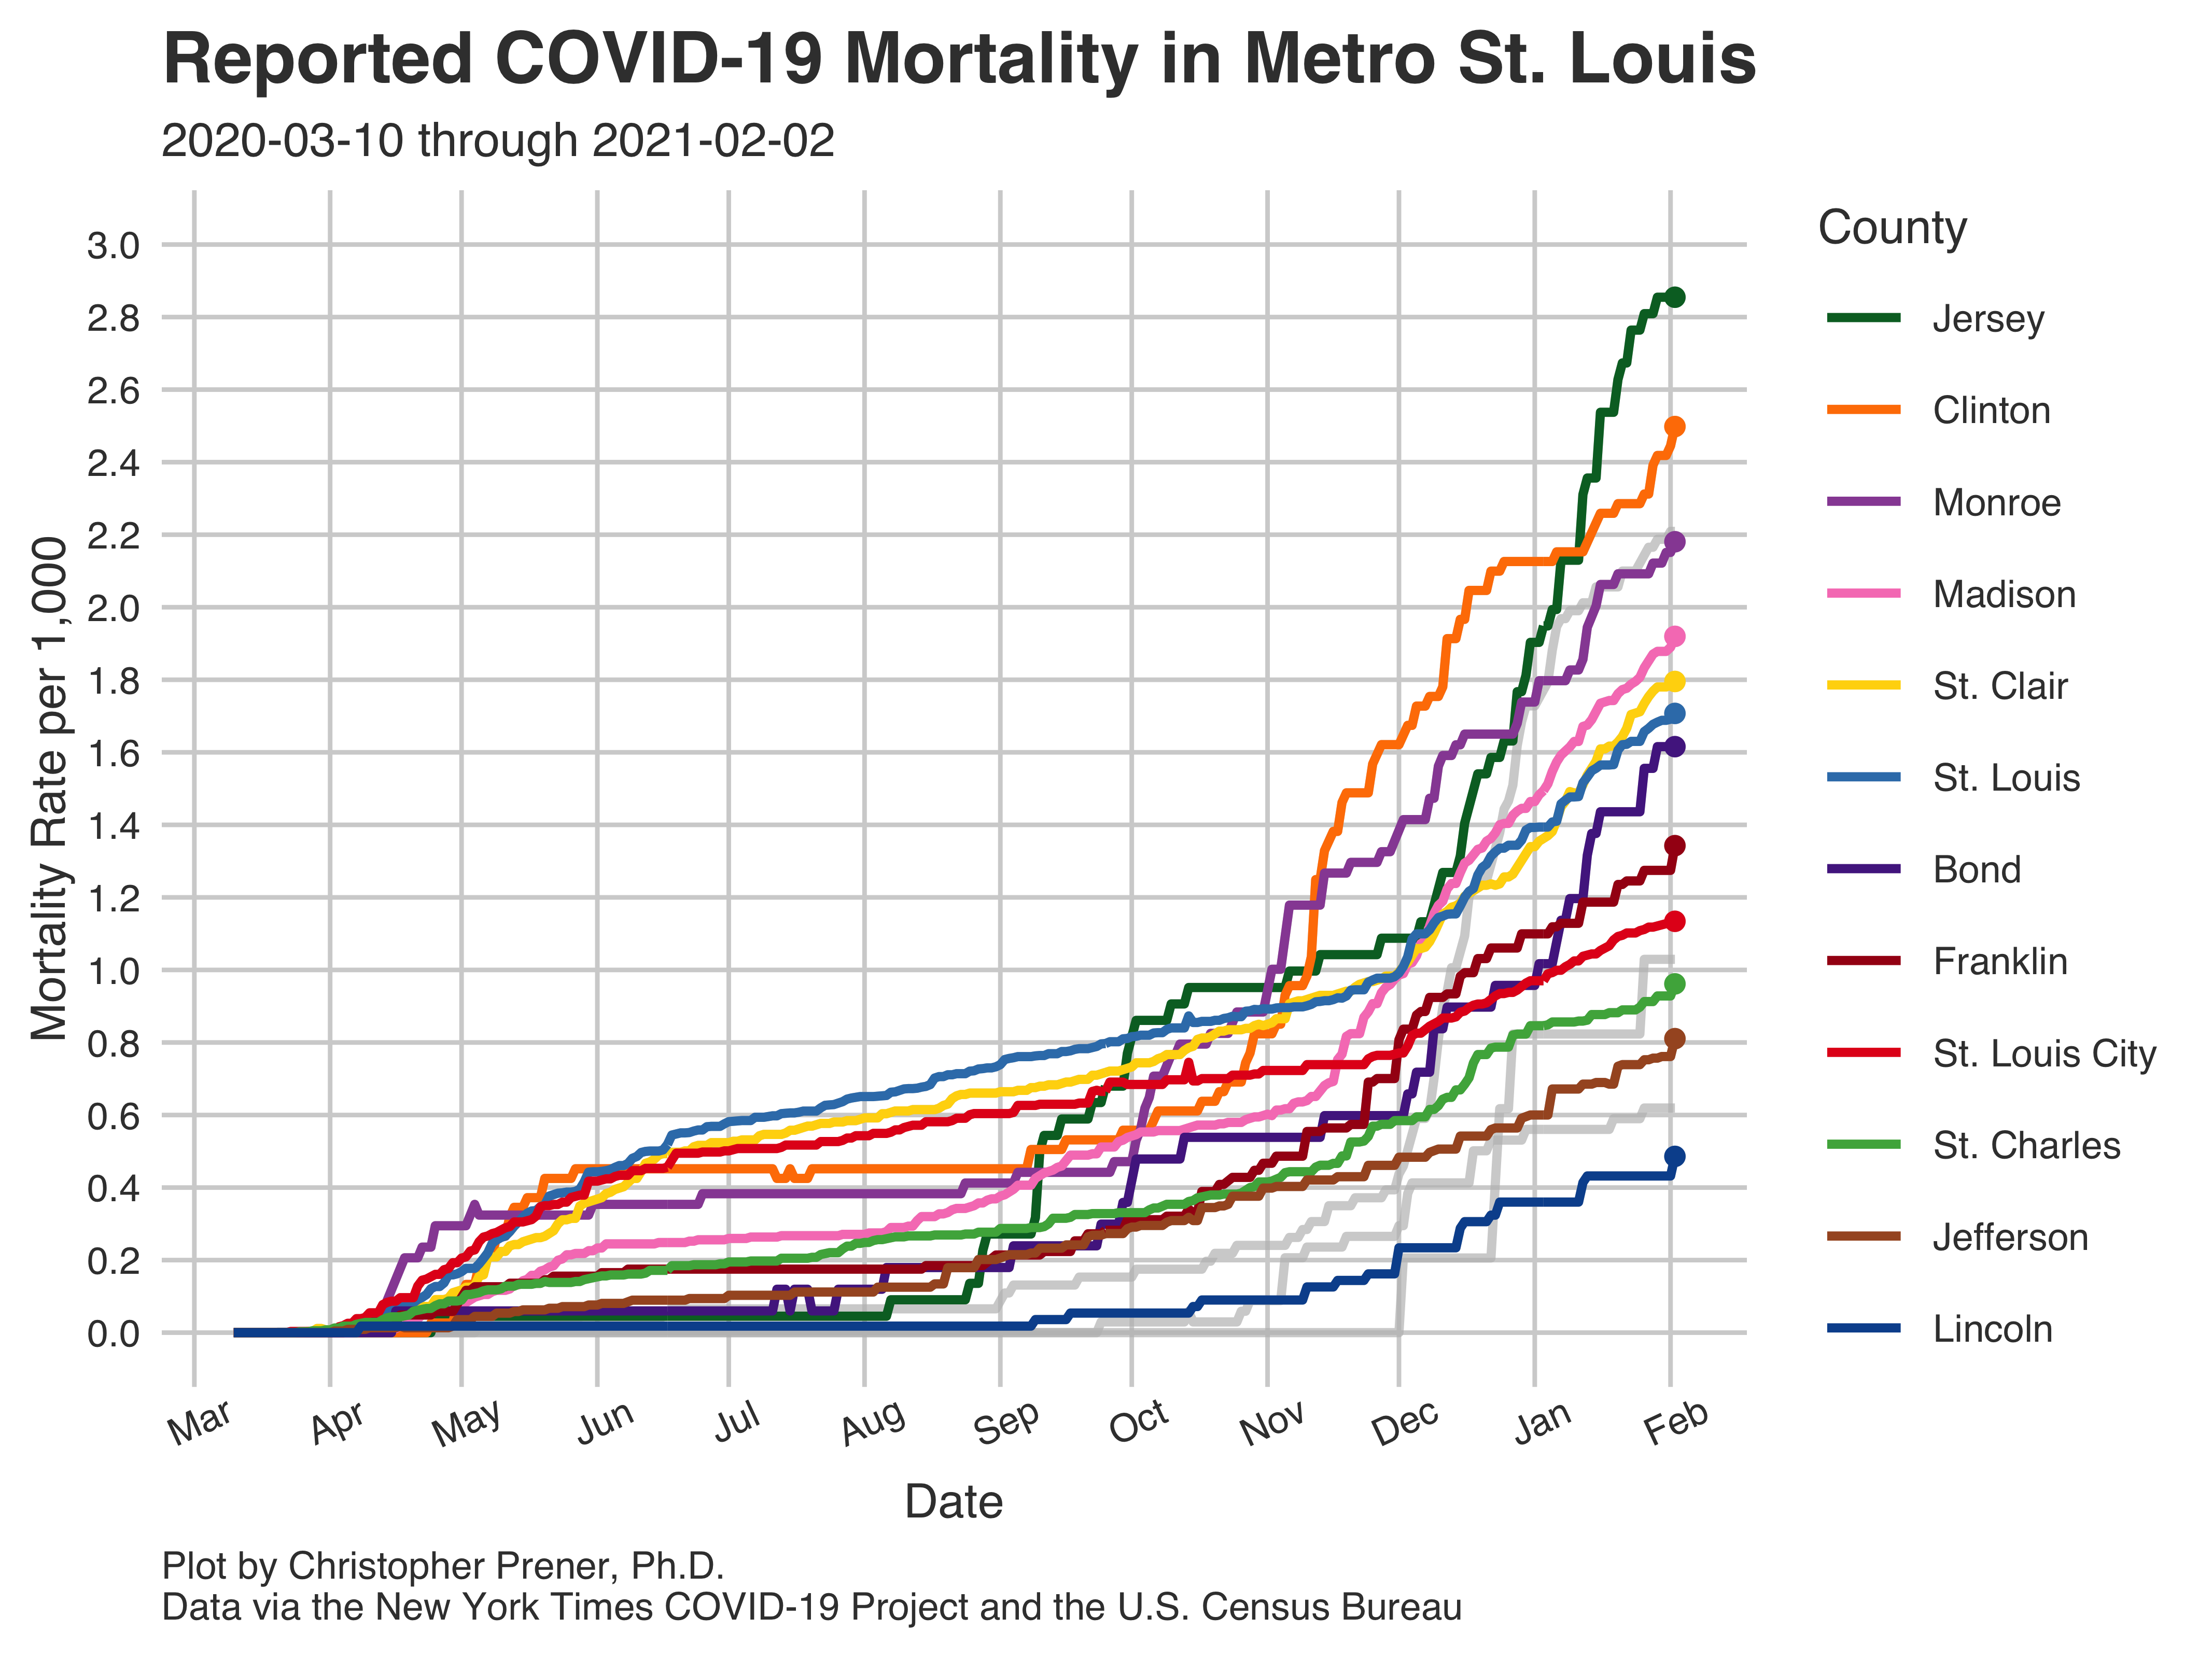 Reported COVID-19 Mortality in Metro St. Louis
2020-03-10 through 2021-02-02
Mortality Rate per 1,000
3.0
2.8
2.6
2.4
2.2
2.0
1.8
1.6
1.4
1.2
1.0
0.8
0.6
0.4
0.2
0.0
Mar Apr May Jun Jul Aug Sep Oct Nov Dec Jan Feb
Date
County
Jersey
Clinton
Monroe
Madison
St. Clair
St. Louis
Bond
Franklin
St. Louis City
St. Charles
Jefferson
Lincoln
Plot by Christopher Prener, Ph.D.
Data via the New York Times COVID-19 Project and the U.S. Census Bureau